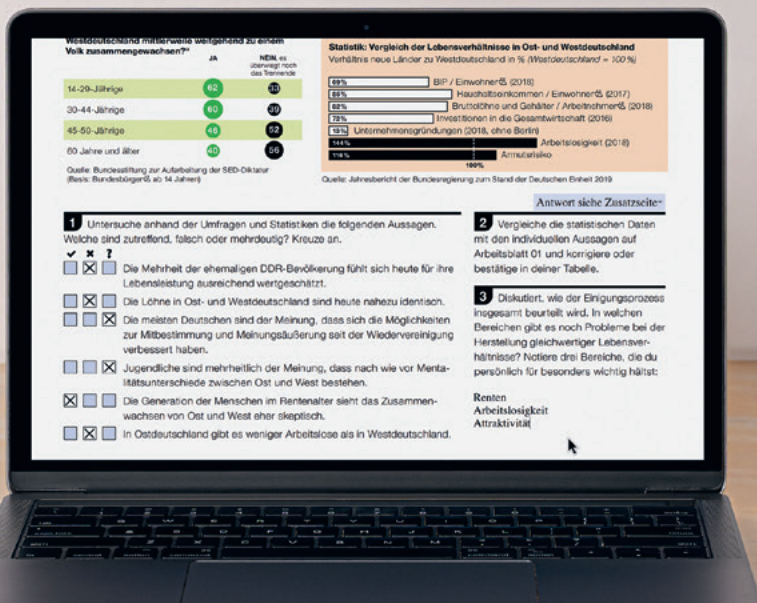 Westdeutschland mittlerweile weitgehend zu einem
Volk zusammengewachsen?"
JA
NEIN, es
überwiegt noch
das Trennende
14-29-Jährige 62 33
30-44-Jährige 60 39
45-59-Jährige 46 52
60 Jahre und älter 40 56
Quelle: Bundesstiftung zur Aufarbeitung der SED-Diktatur
(Basis: Bundesbürger ab 14 Jahren)
Statistik: Vergleich der Lebensverhältnisse in Ost- und Westdeutschland
Verhältnis neue Länder zu Westdeutschland in % (Westdeutschland = 100 %)
69% BIP / Einwohner (2018)
85% Haushaltseinkommen / Einwohner (2017)
82% Bruttolöhne und Gehälter / Arbeitnehmer (2018)
73% Investitionen in die Gesamtwirtschaft (2016)
Unternehmensgründungen (2018, ohne Berlin)
144% Arbeitslosigkeit (2018)
Armutsrisiko
100%
Quelle: Jahresbericht der Bundesregierung zum Stand der Deutschen Einheit 2019
Antwort siehe Zusatzseite
1 Untersuche anhand der Umfragen und Statistiken die folgenden Aussagen.
Welche sind zutreffend, falsch oder mehrdeutig? Kreuze an.
✓ ✖ ?
Die Mehrheit der ehemaligen DDR-Bevölkerung fühlt sich heute für ihre
Lebensleistung ausreichend wertgeschätzt.
Die Löhne in Ost- und Westdeutschland sind heute nahezu identisch.
Die meisten Deutschen sind der Meinung, dass sich die Möglichkeiten
zur Mitbestimmung und Meinungsäußerung seit der Wiedervereinigung
verbessert haben.
Jugendliche sind mehrheitlich der Meinung, dass nach wie vor Menta-
litätsunterschiede zwischen Ost und West bestehen.
Die Generation der Menschen im Rentenalter sieht das Zusammen-
wachsen von Ost und West eher skeptisch.
In Ostdeutschland gibt es weniger Arbeitslose als in Westdeutschland.
2 Vergleiche die statistischen Daten
mit den individuellen Aussagen auf
Arbeitsblatt 01 und korrigiere oder
bestätige in deiner Tabelle.
3 Diskutiert, wie der Einigungsprozess
insgesamt beurteilt wird. In welchen
Bereichen gibt es noch Probleme bei der
Herstellung gleichwertiger Lebensver-
hältnisse? Notiere drei Bereiche, die du
persönlich für besonders wichtig hältst:
Renten
Arbeitslosigkeit
Attraktivität